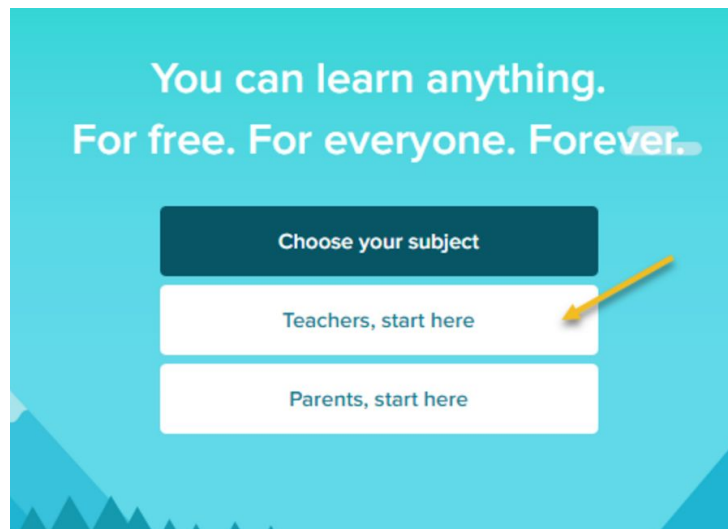 You can learn anything.
For free. For everyone. Forever.
Choose your subject
Teachers, start here
Parents, start here